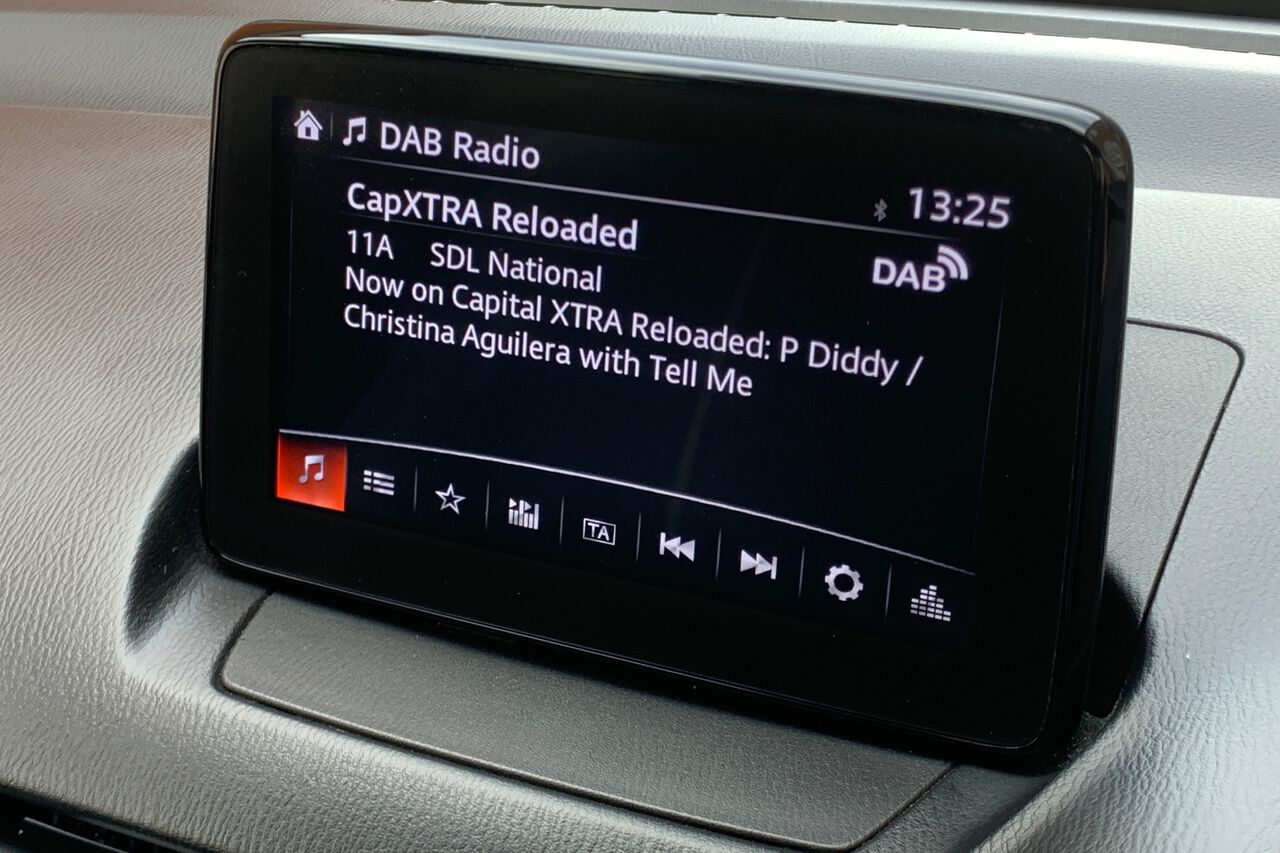 DAB Radio
13:25
CapXTRA Reloaded
DAB
11A SDL National
Now on Capital XTRA Reloaded: P Diddy /
Christina Aguilera with Tell Me
TA